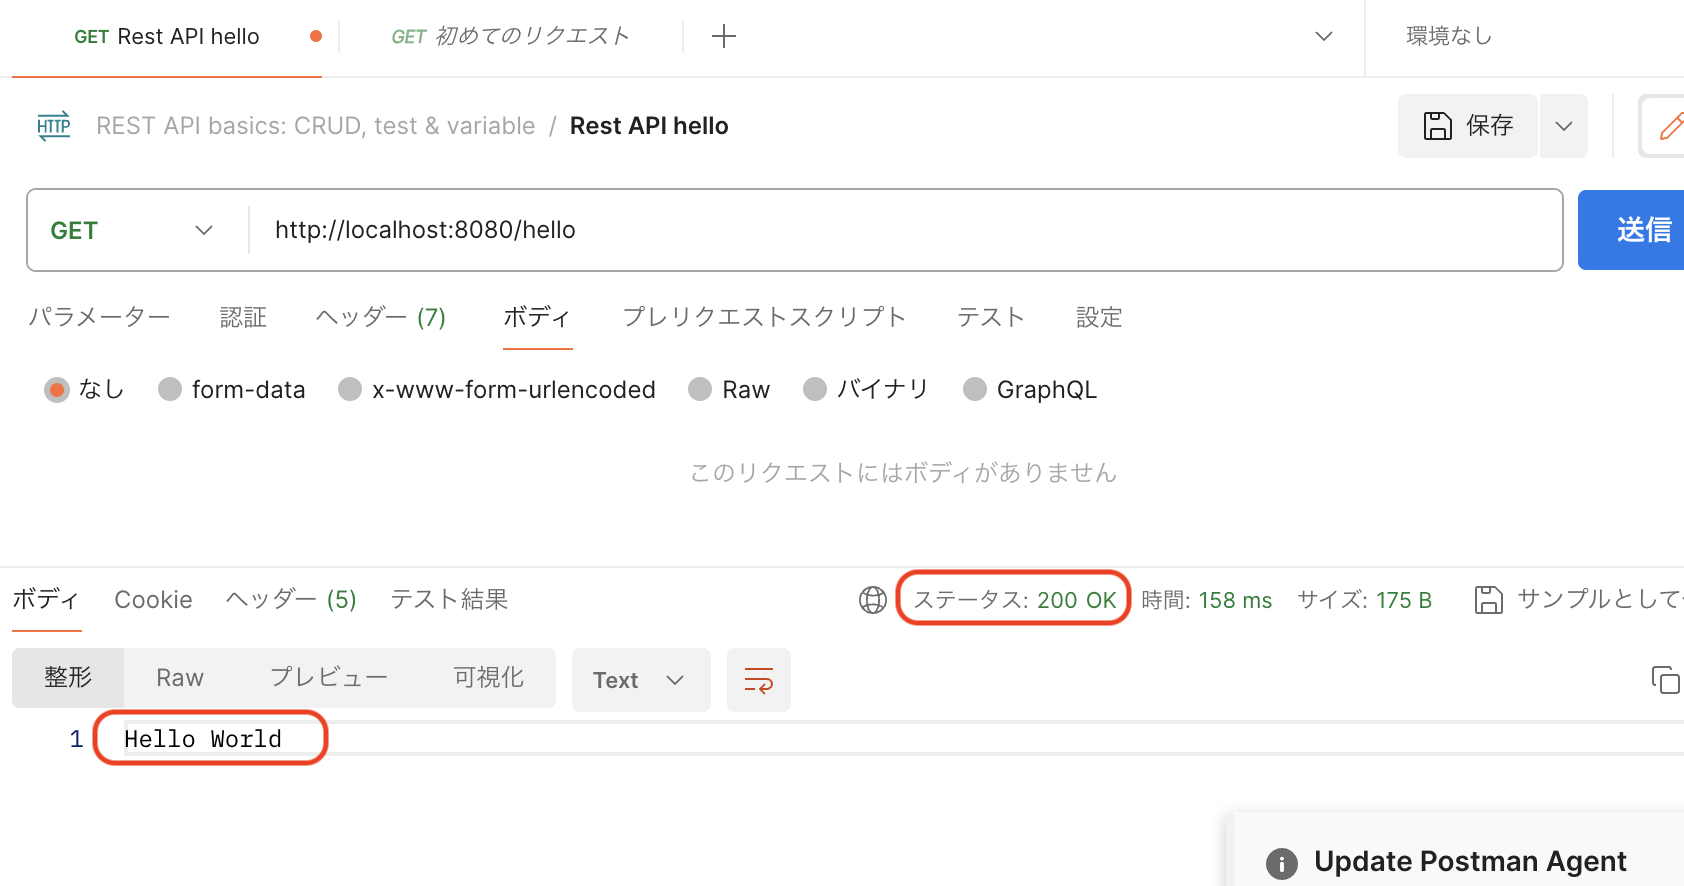 GET Rest API hello
GET 初めてのリクエスト
環境なし
HTTP
REST API basics: CRUD, test & variable / Rest API hello
保存
GET
http://localhost:8080/hello
送信
パラメーター 認証 ヘッダー (7) ボディ プレリクエストスクリプト テスト 設定
なし form-data x-www-form-urlencoded Raw バイナリ GraphQL
このリクエストにはボディがありません
ボディ Cookie ヘッダー (5) テスト結果
ステータス: 200 OK 時間: 158 ms サイズ: 175 B サンプルとして
整形 Raw プレビュー 可視化 Text
1 Hello World
Update Postman Agent